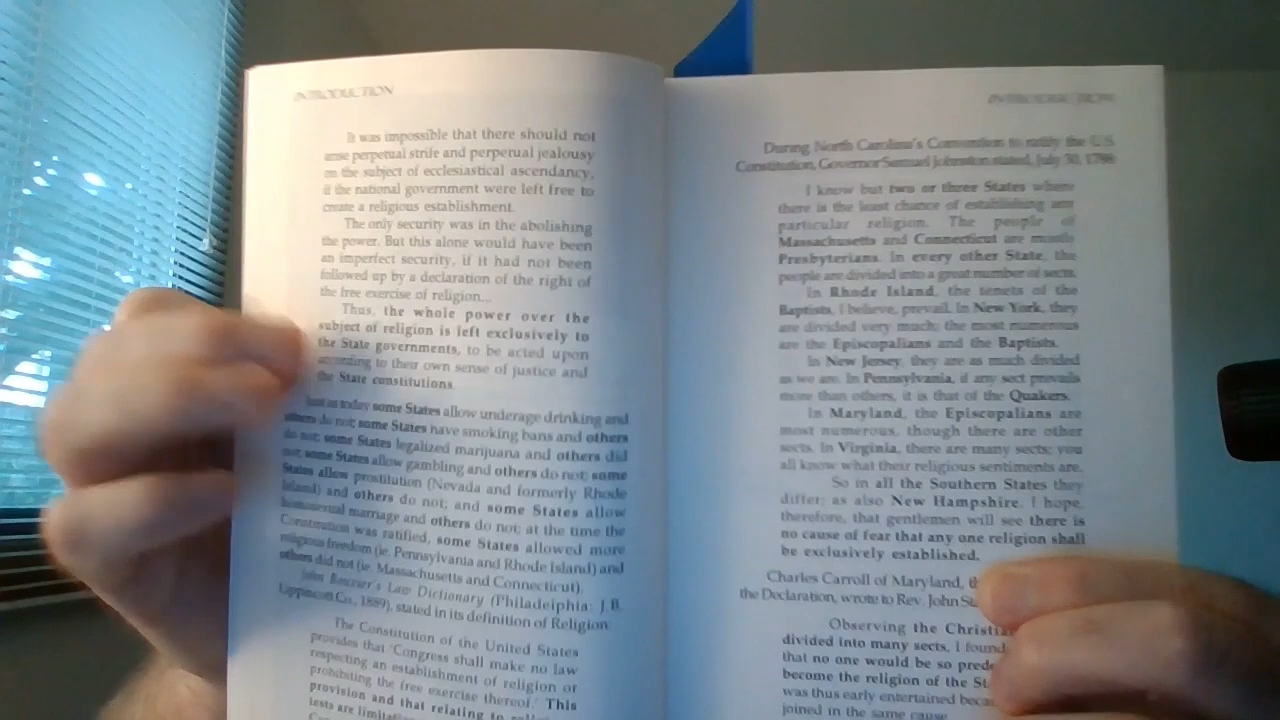 INTRODUCTION
It was impossible that there should not
arise perpetual strife and perpetual jealousy
on the subject of ecclesiastical ascendancy,
if the national government were left free to
create a religious establishment.
The only security was in the abolishing
the power. But this alone would have been
an imperfect security, if it had not been
followed up by a declaration of the right of
the free exercise of religion...
Thus, the whole power over the
subject of religion is left exclusively to
the State governments, to be acted upon
according to their own sense of justice and
the State constitutions.
Just as today some States allow underage drinking and
others do not; some States have smoking bans and others
do not; some States legalized marijuana and others did
not; some States allow gambling and others do not; some
States allow prostitution (Nevada and formerly Rhode
Island) and others do not; and some States allow
homosexual marriage and others do not; at the time the
Constitution was ratified, some States allowed more
religious freedom (ie. Pennsylvania and Rhode Island) and
others did not (ie. Massachusetts and Connecticut).
John Bouvier's Law Dictionary (Philadelphia: J.B.
Lippincott Co., 1889), stated in its definition of Religion:
The Constitution of the United States
provides that 'Congress shall make no law
respecting an establishment of religion or
prohibiting the free exercise thereof.' This
provision and that relating to
tests are
INTRODUCTION
During North Carolina's Convention to ratify the U.S.
Constitution, Governor Samuel Johnston stated, July 30, 1788
I know but two or three States where
there is the least chance of establishing any
particular religion. The people of
Massachusetts and Connecticut are mostly
Presbyterians. In every other State, the
people are divided into a great number of sects.
In Rhode Island, the tenets of the
Baptists, I believe, prevail. In New York, they
are divided very much; the most numerous
are the Episcopalians and the Baptists.
In New Jersey, they are as much divided
as we are. In Pennsylvania, if any sect prevails
more than others, it is that of the Quakers.
In Maryland, the Episcopalians are
most numerous, though there are other
sects. In Virginia, there are many sects; you
all know what their religious sentiments are.
So in all the Southern States they
differ; as also New Hampshire. I hope,
therefore, that gentlemen will see there is
no cause of fear that any one religion shall
be exclusively established.
Charles Carroll of Maryland,
the Declaration, wrote to Rev. John
Observing the
divided into many sects, I found
that no one would be so
become the religion of the
was thus early entertained
joined in the same cause